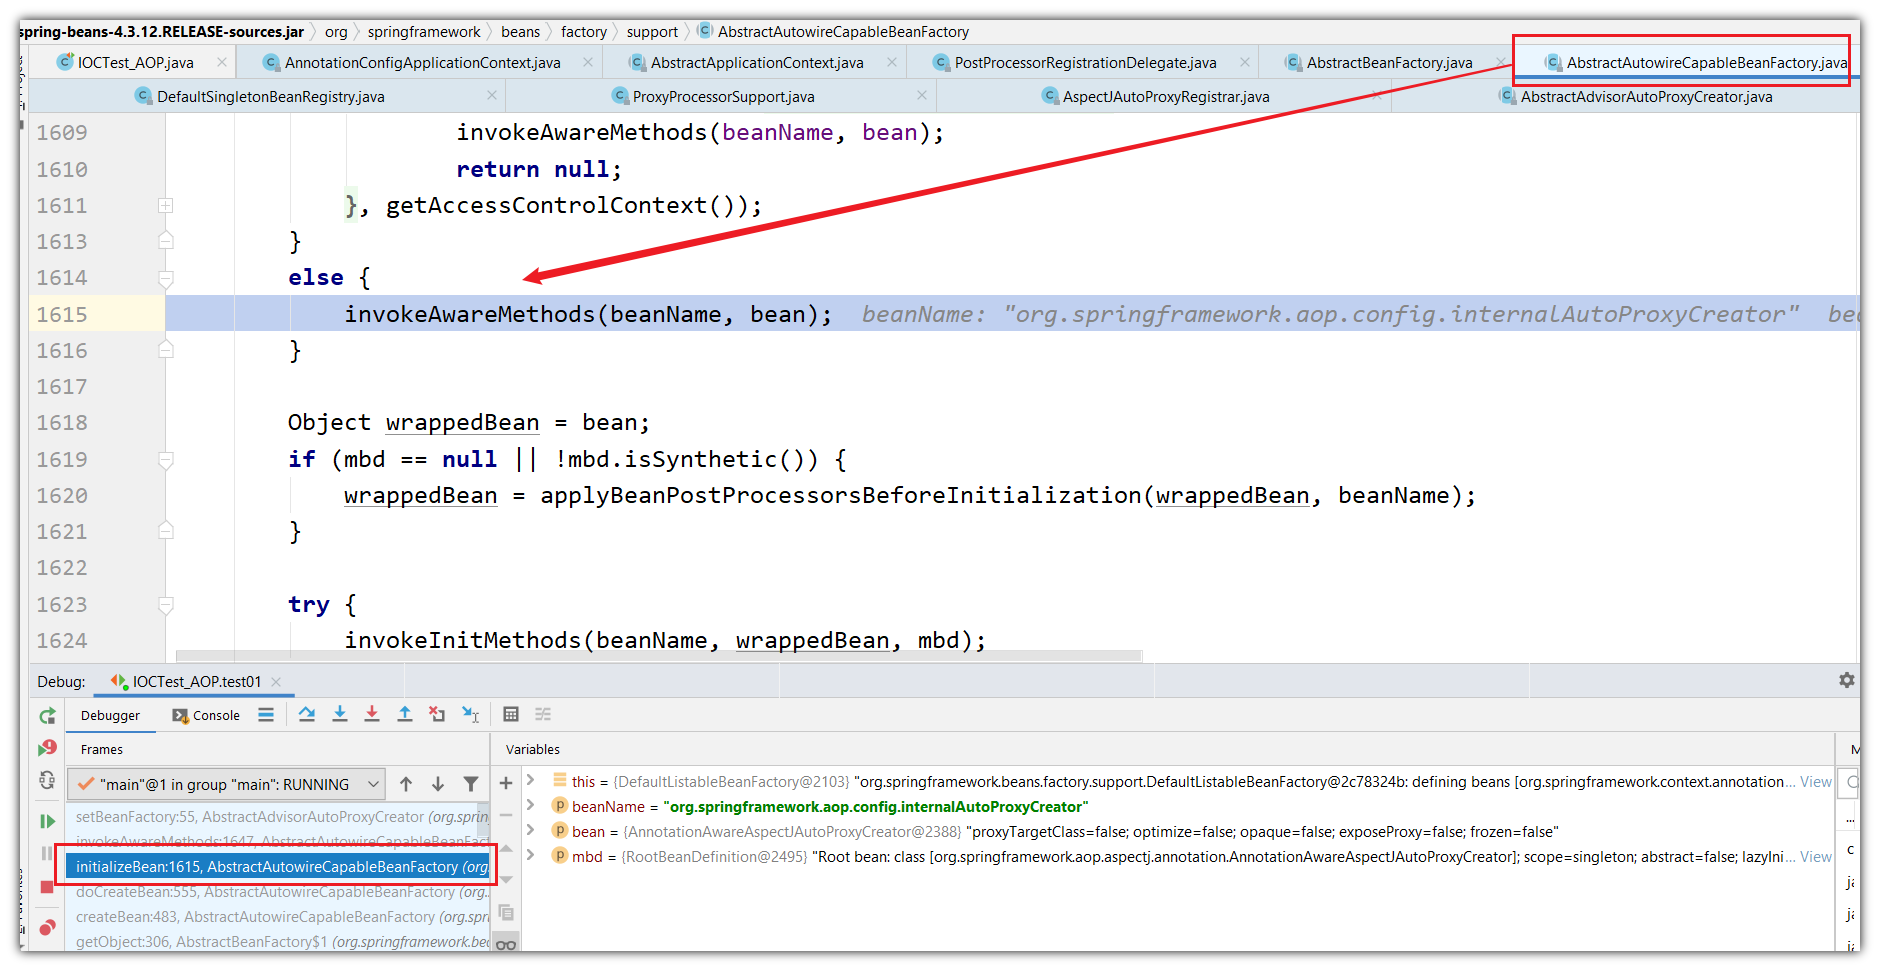 spring-beans-4.3.12.RELEASE-sources.jar org springframework beans factory support AbstractAutowireCapableBeanFactory
IOCTest_AOP.java AnnotationConfigApplicationContext.java AbstractApplicationContext.java PostProcessorRegistrationDelegate.java AbstractBeanFactory.java AbstractAutowireCapableBeanFactory.java
DefaultSingletonBeanRegistry.java ProxyProcessorSupport.java AspectJAutoProxyRegistrar.java AbstractAdvisorAutoProxyCreator.java
1609 invokeAwareMethods(beanName, bean);
1610 return null;
1611 }, getAccessControlContext());
1613 }
1614 else {
1615 invokeAwareMethods(beanName, bean); beanName: "org.springframework.aop.config.internalAutoProxyCreator" bea
1616 }
1617
1618 Object wrappedBean = bean;
1619 if (mbd == null || !mbd.isSynthetic()) {
1620 wrappedBean = applyBeanPostProcessorsBeforeInitialization(wrappedBean, beanName);
1621 }
1622
1623 try {
1624 invokeInitMethods(beanName, wrappedBean, mbd);
Debug: IOCTest_AOP.test01
Debugger Console
Frames Variables
"main"@1 in group "main": RUNNING
setBeanFactory:55, AbstractAdvisorAutoProxyCreator (org.sprin
invokeAwareMethods:1647, AbstractAutowireCapableBeanFact
initializeBean:1615, AbstractAutowireCapableBeanFactory (org.
doCreateBean:555, AbstractAutowireCapableBeanFactory (org.
createBean:483, AbstractAutowireCapableBeanFactory (org.spr
getObject:306, AbstractBeanFactory$1 (org.springframework.be
this = {DefaultListableBeanFactory@2103} "org.springframework.beans.factory.support.DefaultListableBeanFactory@2c78324b: defining beans [org.springframework.context.annotation... View
beanName = "org.springframework.aop.config.internalAutoProxyCreator"
bean = {AnnotationAwareAspectJAutoProxyCreator@2388} "proxyTargetClass=false; optimize=false; opaque=false; exposeProxy=false; frozen=false"
mbd = {RootBeanDefinition@2495} "Root bean: class [org.springframework.aop.aspectj.annotation.AnnotationAwareAspectJAutoProxyCreator]; scope=singleton; abstract=false; lazyIni... View